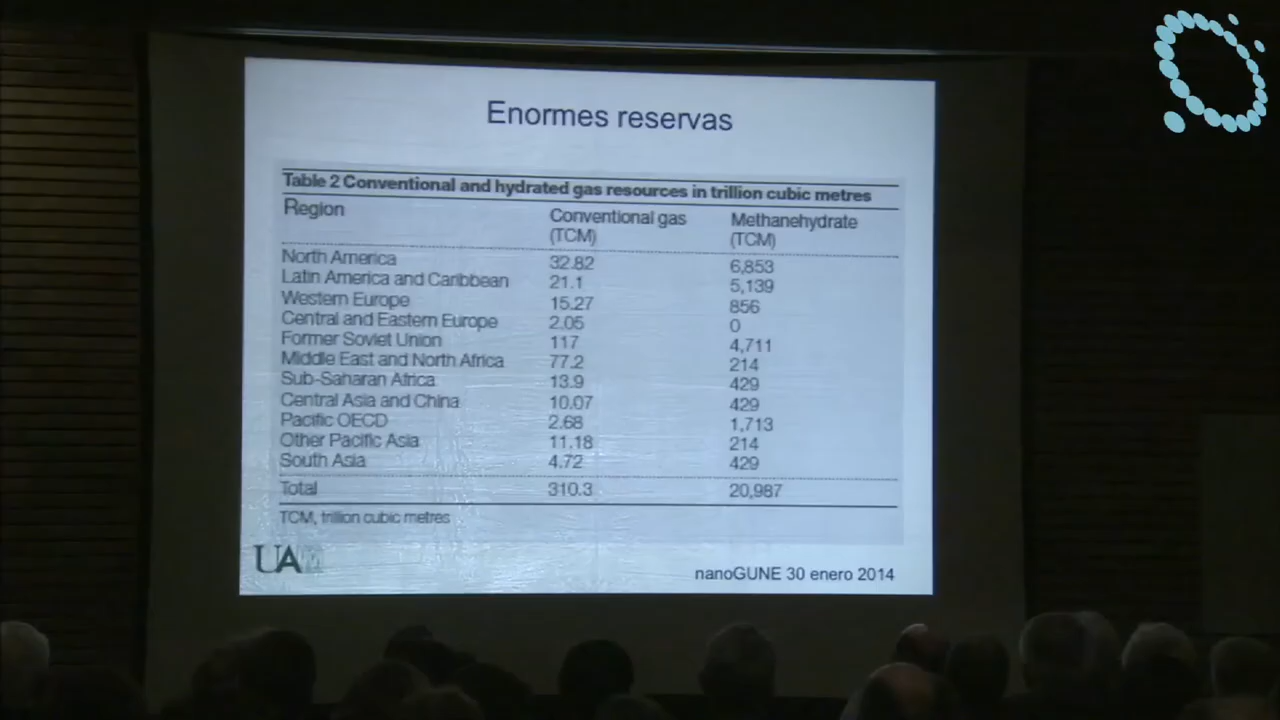 Enormes reservas
Table 2 Conventional and hydrated gas resources in trillion cubic metres
Region Conventional gas (TCM) Methanehydrate (TCM)
North America 32.82 6,853
Latin America and Caribbean 21.1 5,139
Western Europe 15.27 856
Central and Eastern Europe 2.05 0
Former Soviet Union 117 4,711
Middle East and North Africa 77.2 214
Sub-Saharan Africa 13.9 429
Central Asia and China 10.07 429
Pacific OECD 2.68 1,713
Other Pacific Asia 11.18 214
South Asia 4.72 429
Total 310.3 20,987
TCM, trillion cubic metres
UAM
nanoGUNE 30 enero 2014